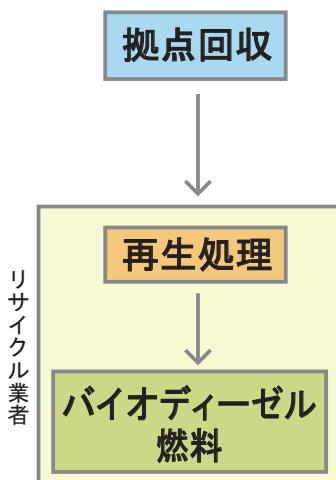 拠点回収
リサイクル業者
再生処理
バイオディーゼル
燃料